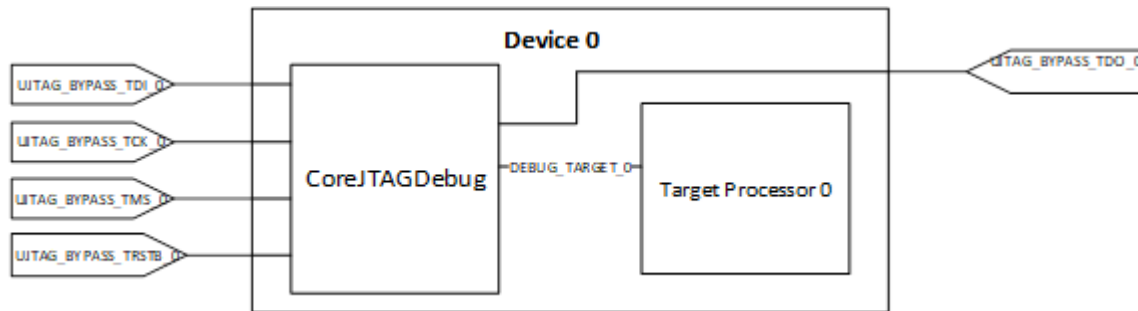 Device 0
UJTAG_BYPASS_TDI_0
UJTAG_BYPASS_TCK_0
UJTAG_BYPASS_TMS_0
UJTAG_BYPASS_TRSTB_0
CoreJTAGDebug
DEBUG_TARGET_0
Target Processor 0
UJTAG_BYPASS_TDO_0